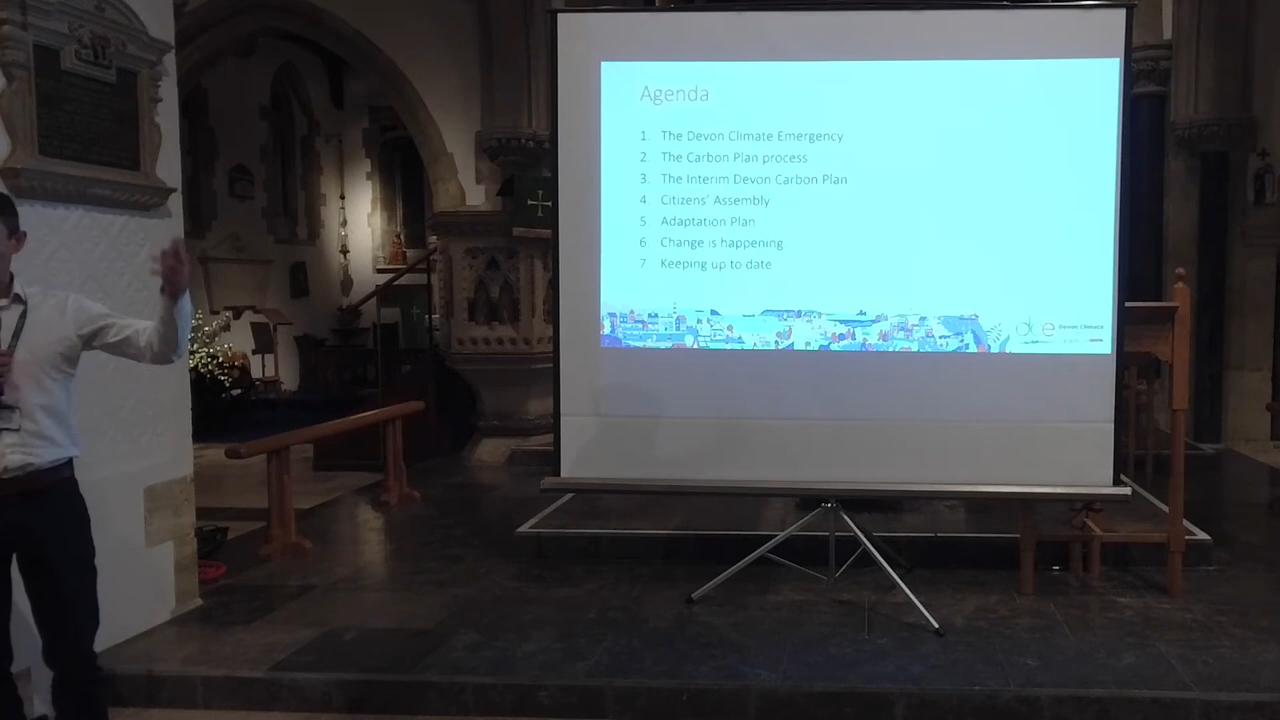 Agenda
1. The Devon Climate Emergency
2. The Carbon Plan process
3. The Interim Devon Carbon Plan
4. Citizens' Assembly
5. Adaptation Plan
6. Change is happening
7 Keeping up to date
Devon Climate